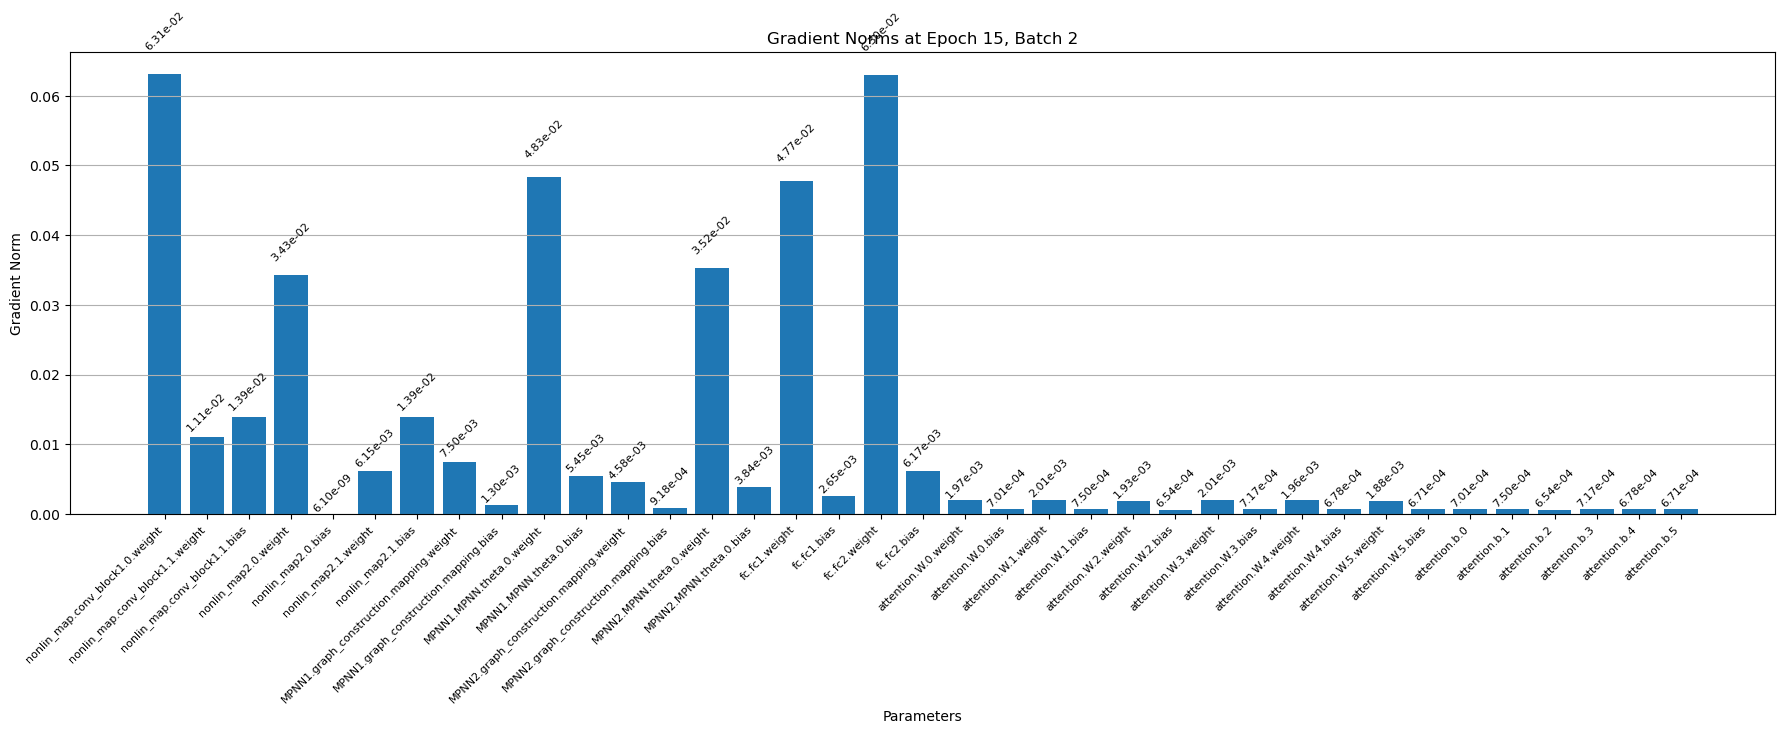 Gradient Norms at Epoch 15, Batch 2
Gradient Norm
0.06
0.05
0.04
0.03
0.02
0.01
0.00
6.31e-02
1.11e-02
1.39e-02
3.43e-02
6.10e-09
6.15e-03
1.39e-02
7.50e-03
1.30e-03
4.83e-02
5.45e-03
4.58e-03
9.18e-04
3.52e-02
3.84e-03
4.77e-02
2.65e-03
6.17e-03
1.97e-03
7.01e-04
2.01e-03
7.50e-04
1.93e-03
6.54e-04
2.01e-03
7.17e-04
1.96e-03
6.78e-04
1.88e-03
6.71e-04
7.01e-04
7.50e-04
6.54e-04
7.17e-04
6.78e-04
6.71e-04
nonlin_map.conv_block1.0.weight
nonlin_map.conv_block1.1.weight
nonlin_map.conv_block1.1.bias
nonlin_map2.0.weight
nonlin_map2.0.bias
nonlin_map2.1.weight
nonlin_map2.1.bias
MPNN1.graph_construction.mapping.weight
MPNN1.graph_construction.mapping.bias
MPNN1.MPNN.theta.0.weight
MPNN1.MPNN.theta.0.bias
MPNN2.graph_construction.mapping.weight
MPNN2.graph_construction.mapping.bias
MPNN2.MPNN.theta.0.weight
MPNN2.MPNN.theta.0.bias
fc.fc1.weight
fc.fc1.bias
fc.fc2.weight
fc.fc2.bias
attention.W.0.weight
attention.W.0.bias
attention.W.1.weight
attention.W.1.bias
attention.W.2.weight
attention.W.2.bias
attention.W.3.weight
attention.W.3.bias
attention.W.4.weight
attention.W.4.bias
attention.W.5.weight
attention.W.5.bias
attention.b.0
attention.b.1
attention.b.2
attention.b.3
attention.b.4
attention.b.5
Parameters